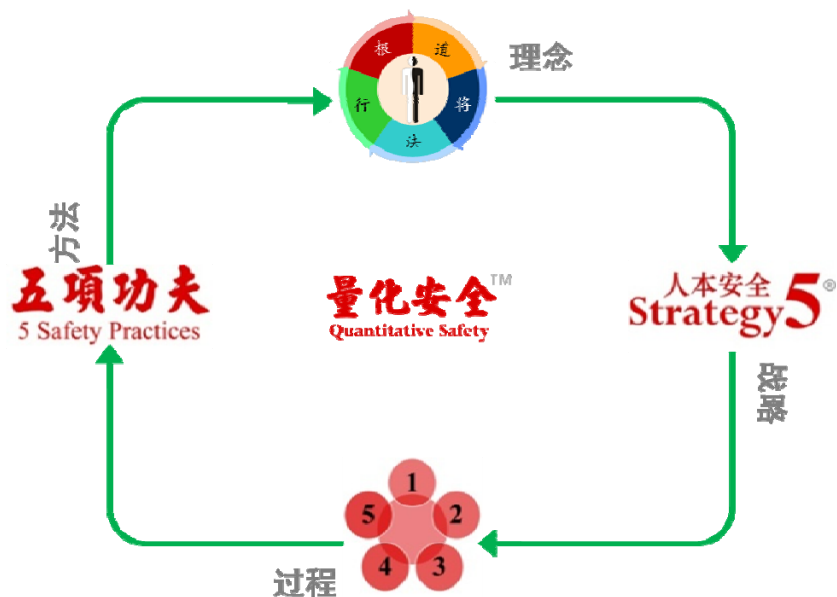 理念
根
道
行
将
法
方法
五項功夫
5 Safety Practices
量化安全™
Quantitative Safety
人本安全
Strategy5®
战略
1
5
2
4
3
过程